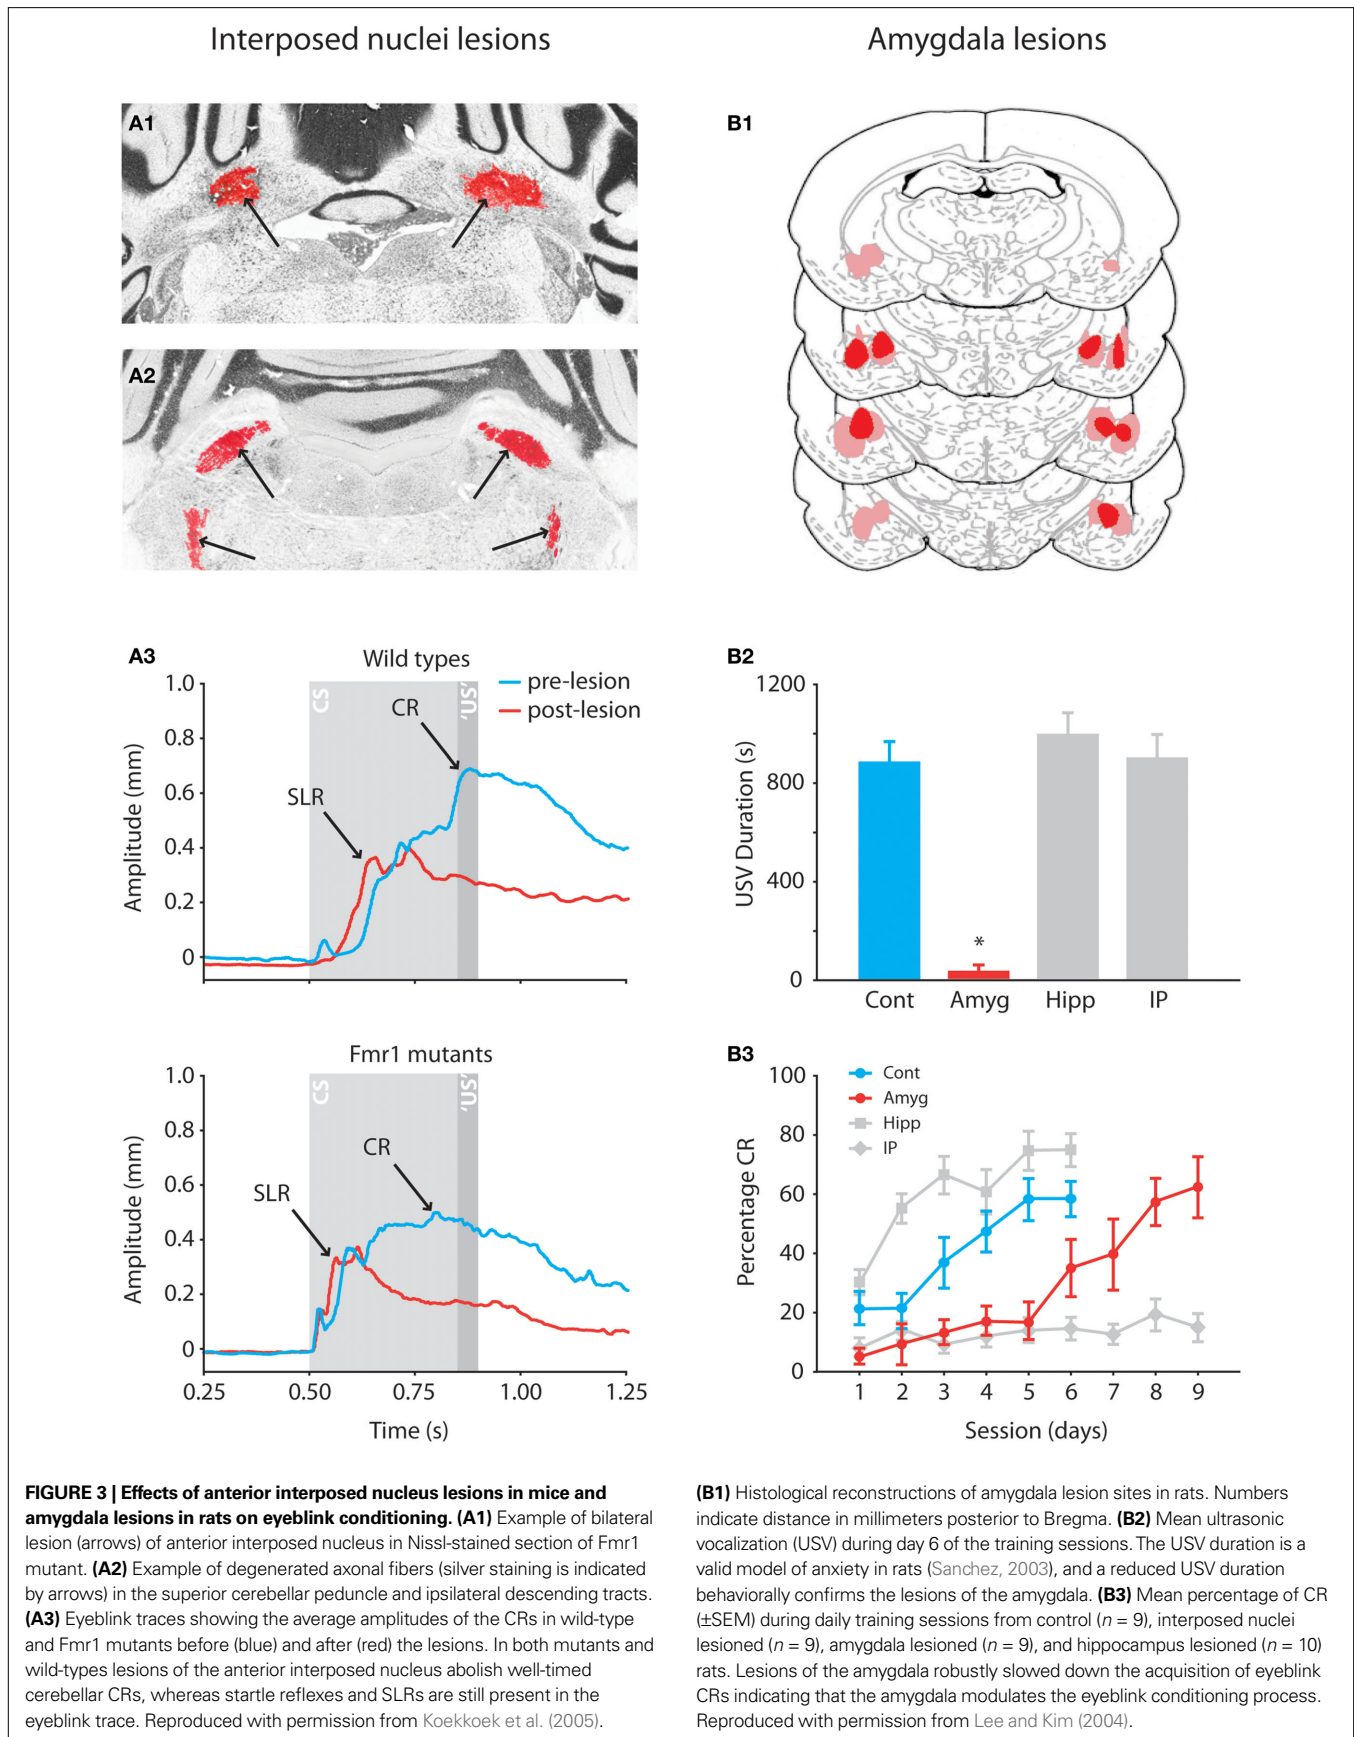 Interposed nuclei lesions
Amygdala lesions
A1
A2
B1
A3
Wild types
pre-lesion
post-lesion
CS
'US'
CR
SLR
1.0
0.8
0.6
0.4
0.2
0
Amplitude (mm)
Fmr1 mutants
CS
'US'
CR
SLR
1.0
0.8
0.6
0.4
0.2
0
Amplitude (mm)
0.25 0.50 0.75 1.00 1.25
Time (s)
B2
1200
800
400
0
USV Duration (s)
*
Cont Amyg Hipp IP
B3
Cont
Amyg
Hipp
IP
100
80
60
40
20
0
Percentage CR
1 2 3 4 5 6 7 8 9
Session (days)
FIGURE 3 | Effects of anterior interposed nucleus lesions in mice and
amygdala lesions in rats on eyeblink conditioning. (A1) Example of bilateral
lesion (arrows) of anterior interposed nucleus in Nissl-stained section of Fmr1
mutant. (A2) Example of degenerated axonal fibers (silver staining is indicated
by arrows) in the superior cerebellar peduncle and ipsilateral descending tracts.
(A3) Eyeblink traces showing the average amplitudes of the CRs in wild-type
and Fmr1 mutants before (blue) and after (red) the lesions. In both mutants and
wild-types lesions of the anterior interposed nucleus abolish well-timed
cerebellar CRs, whereas startle reflexes and SLRs are still present in the
eyeblink trace. Reproduced with permission from Koekkoek et al. (2005).
(B1) Histological reconstructions of amygdala lesion sites in rats. Numbers
indicate distance in millimeters posterior to Bregma. (B2) Mean ultrasonic
vocalization (USV) during day 6 of the training sessions. The USV duration is a
valid model of anxiety in rats (Sanchez, 2003), and a reduced USV duration
behaviorally confirms the lesions of the amygdala. (B3) Mean percentage of CR
(±SEM) during daily training sessions from control (n = 9), interposed nuclei
lesioned (n = 9), amygdala lesioned (n = 9), and hippocampus lesioned (n = 10)
rats. Lesions of the amygdala robustly slowed down the acquisition of eyeblink
CRs indicating that the amygdala modulates the eyeblink conditioning process.
Reproduced with permission from Lee and Kim (2004).